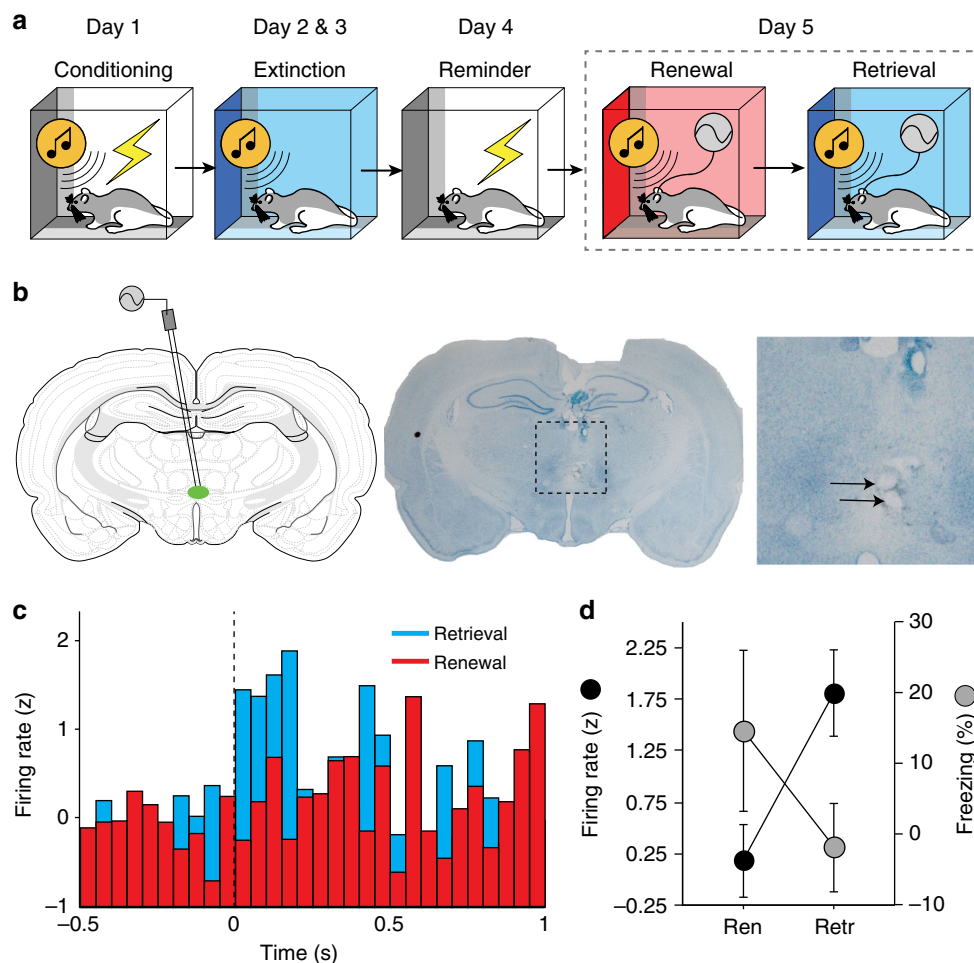 a
Day 1 Day 2 & 3 Day 4 Day 5
Conditioning Extinction Reminder Renewal Retrieval
b
c
Firing rate (z)
2
1
0
−1
Retrieval
Renewal
−0.5 0 0.5 1
Time (s)
d
Firing rate (z)
2.25
1.75
1.25
0.75
0.25
−0.25
30
20
10
0
−10
Freezing (%)
Ren Retr